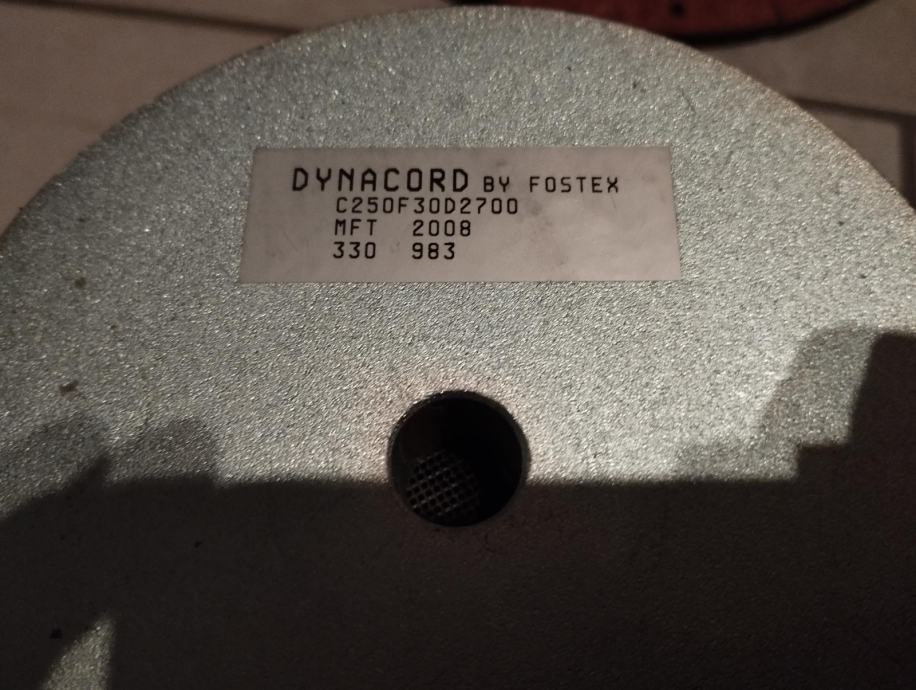 DYNACORD BY FOSTEX
C250F30D2700
MFT 2008
330 983